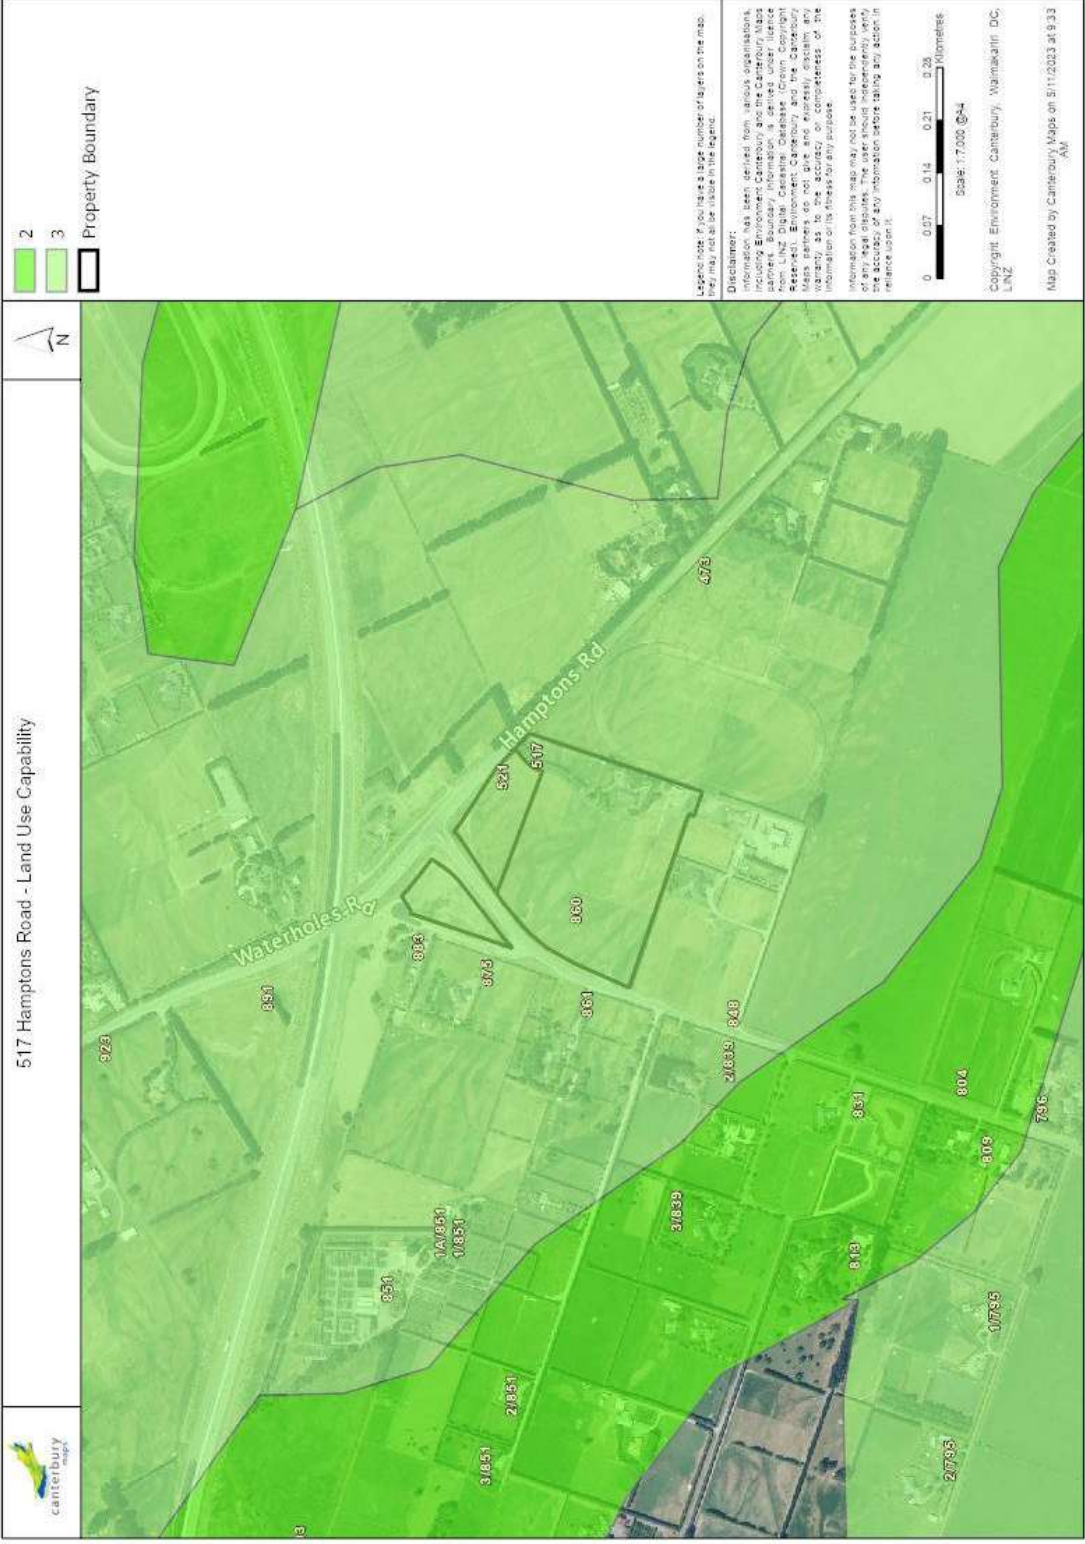 canterbury
maps
517 Hamptons Road - Land Use Capability
N
2
3
Property Boundary
923
891
Waterholes Rd
883
875
861
860
521
517
Hamptons Rd
473
848
2/839
851
1A/851
1/851
3/839
831
804
796
809
813
2/851
3/851
1/795
2/795
13
Legend note: if you have a large number of layers on the map,
they may not all be visible in the legend.
Disclaimer:
Information has been derived from various organisations,
including Environment Canterbury and the Canterbury Maps
partners. Boundary information is derived under licence
from LINZ Digital Cadastral Database (Crown Copyright
Reserved). Environment Canterbury and the Canterbury
Maps partners do not give and expressly disclaim any
warranty as to the accuracy or completeness of the
information or its fitness for any purpose.
Information from this map may not be used for the purposes
of any legal disputes. The user should independently verify
the accuracy of any information before taking any action in
reliance upon it.
0 0.07 0.14 0.21 0.28
Kilometres
Scale: 1:7,000 @A4
Copyright Environment Canterbury, Waimakariri DC,
LINZ
Map Created by Canterbury Maps on 5/11/2023 at 9:33
AM